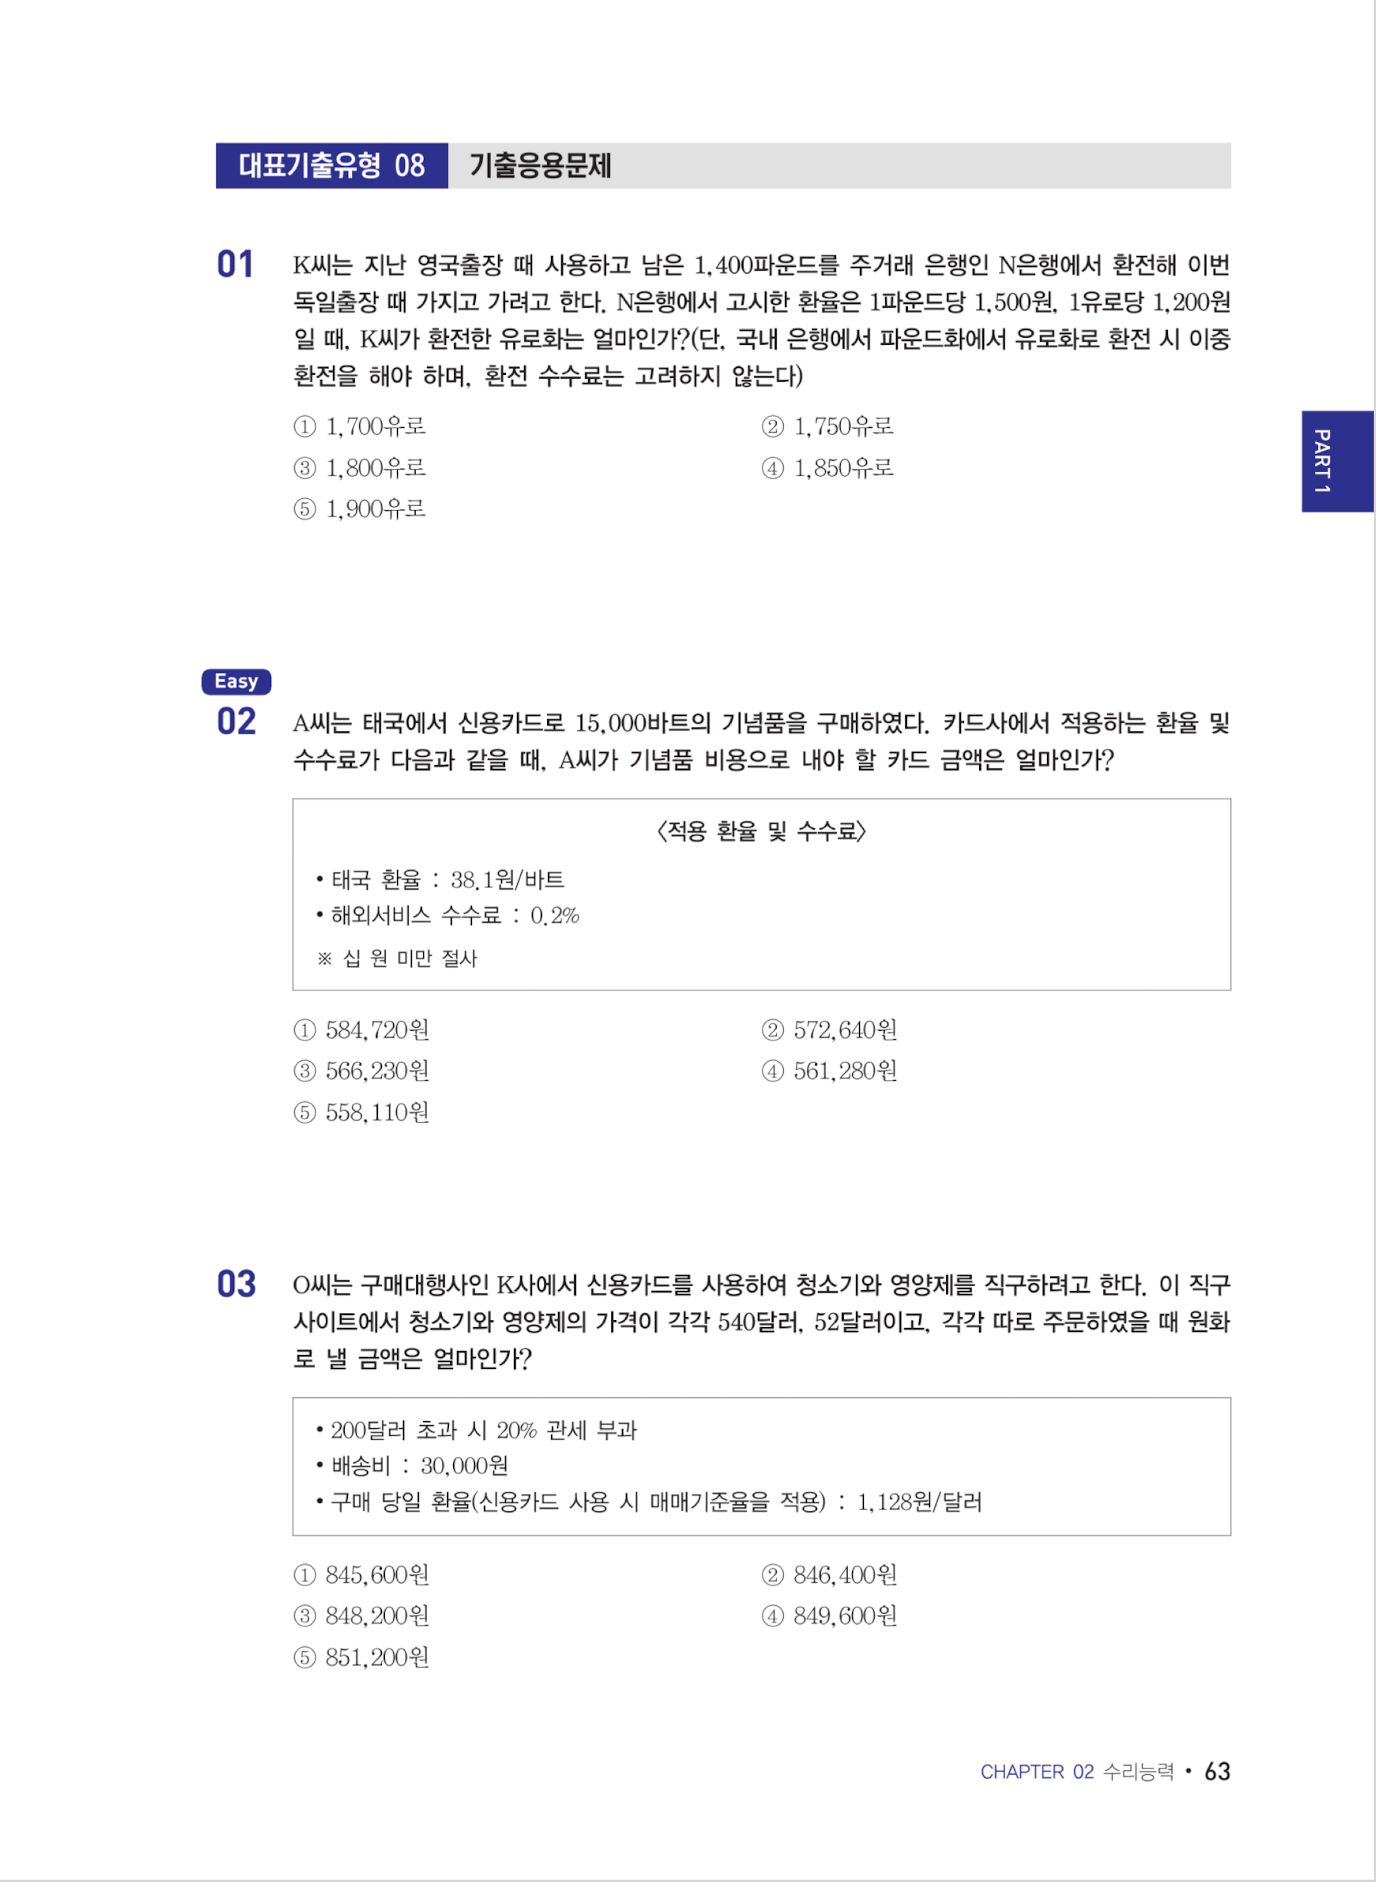 대표기출유형 08 기출응용문제
01 K씨는 지난 영국출장 때 사용하고 남은 1,400파운드를 주거래 은행인 N은행에서 환전해 이번
독일출장 때 가지고 가려고 한다. N은행에서 고시한 환율은 1파운드당 1,500원, 1유로당 1,200원
일 때, K씨가 환전한 유로화는 얼마인가?(단, 국내 은행에서 파운드화에서 유로화로 환전 시 이중
환전을 해야 하며, 환전 수수료는 고려하지 않는다)
① 1,700유로 ② 1,750유로
③ 1,800유로 ④ 1,850유로
⑤ 1,900유로
PART 1
Easy
02 A씨는 태국에서 신용카드로 15,000바트의 기념품을 구매하였다. 카드사에서 적용하는 환율 및
수수료가 다음과 같을 때, A씨가 기념품 비용으로 내야 할 카드 금액은 얼마인가?
〈적용 환율 및 수수료〉
• 태국 환율 : 38.1원/바트
• 해외서비스 수수료 : 0.2%
※ 십 원 미만 절사
① 584,720원 ② 572,640원
③ 566,230원 ④ 561,280원
⑤ 558,110원
03 O씨는 구매대행사인 K사에서 신용카드를 사용하여 청소기와 영양제를 직구하려고 한다. 이 직구
사이트에서 청소기와 영양제의 가격이 각각 540달러, 52달러이고, 각각 따로 주문하였을 때 원화
로 낼 금액은 얼마인가?
• 200달러 초과 시 20% 관세 부과
• 배송비 : 30,000원
• 구매 당일 환율(신용카드 사용 시 매매기준율을 적용) : 1,128원/달러
① 845,600원 ② 846,400원
③ 848,200원 ④ 849,600원
⑤ 851,200원
CHAPTER 02 수리능력 • 63